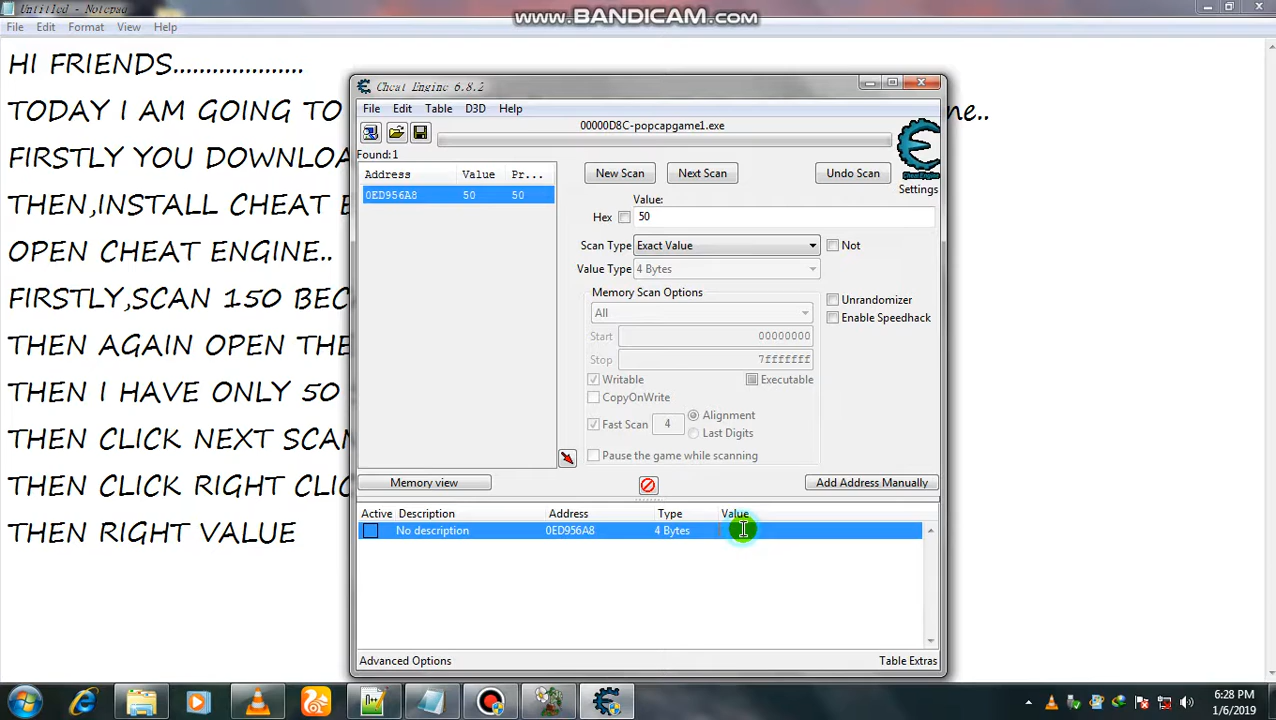 Untitled - Notepad
www.BANDICAM.com
File Edit Format View Help
HI FRIENDS....................
TODAY I AM GOING TO
ne..
FIRSTLY YOU DOWNLOA
THEN,INSTALL CHEAT E
OPEN CHEAT ENGINE..
FIRSTLY,SCAN 150 BEC
THEN AGAIN OPEN THE
THEN I HAVE ONLY 50
THEN CLICK NEXT SCAN
THEN CLICK RIGHT CLIC
THEN RIGHT VALUE
Cheat Engine 6.8.2
File Edit Table D3D Help
00000D8C-popcapgame1.exe
Found:1
Address Value Pr...
0ED956A8 50 50
New Scan Next Scan Undo Scan
Cheat Engine
Settings
Value:
Hex 50
Scan Type Exact Value Not
Value Type 4 Bytes
Memory Scan Options
All
Unrandomizer
Enable Speedhack
Start 00000000
Stop 7fffffff
Writable Executable
CopyOnWrite
Fast Scan 4 Alignment
Last Digits
Pause the game while scanning
Memory view Add Address Manually
Active Description Address Type Value
No description 0ED956A8 4 Bytes
Advanced Options Table Extras
6:28 PM
1/6/2019